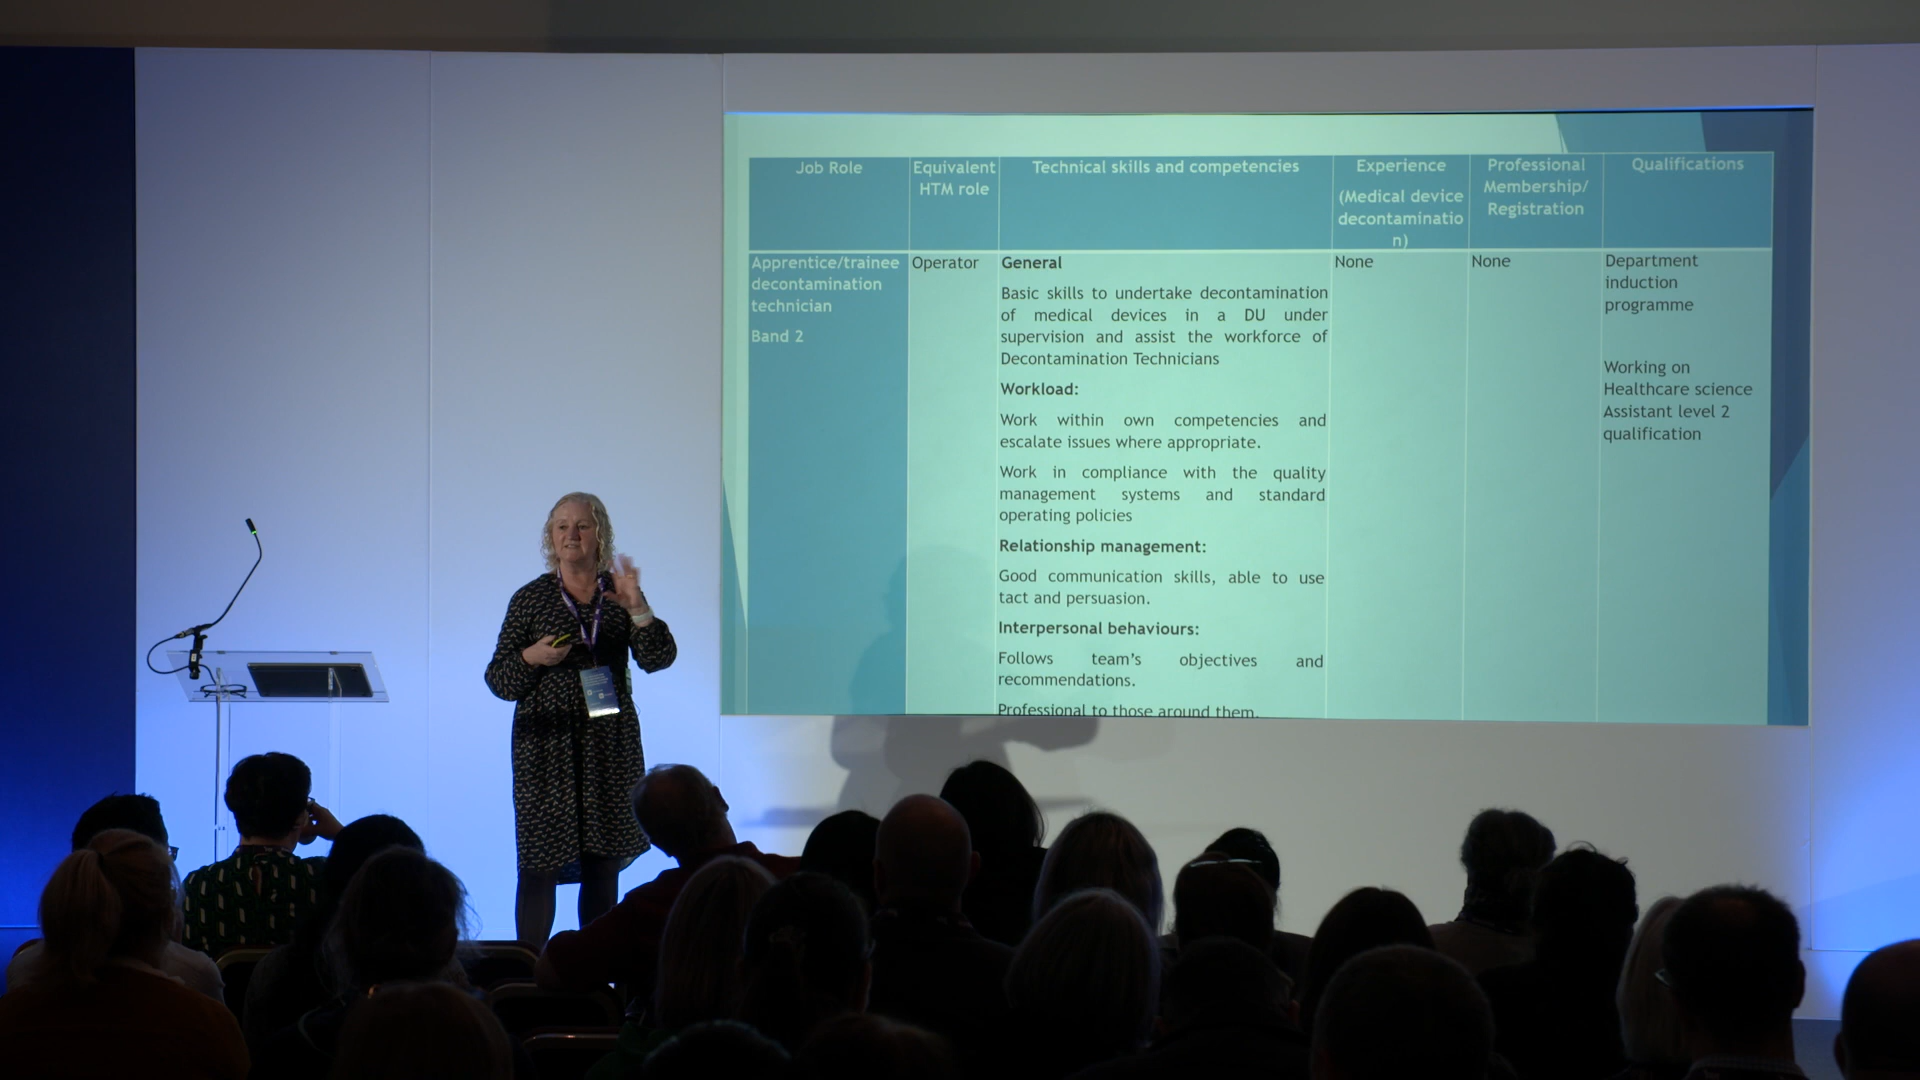 Job Role
Equivalent
HTM role
Technical skills and competencies
Experience
(Medical device
decontaminatio
n)
Professional
Membership/
Registration
Qualifications
Apprentice/trainee
decontamination
technician
Band 2
Operator
General
Basic skills to undertake decontamination
of medical devices in a DU under
supervision and assist the workforce of
Decontamination Technicians
Workload:
Work within own competencies and
escalate issues where appropriate.
Work in compliance with the quality
management systems and standard
operating policies
Relationship management:
Good communication skills, able to use
tact and persuasion.
Interpersonal behaviours:
Follows team's objectives and
recommendations.
Professional to those around them.
None
None
Department
induction
programme
Working on
Healthcare science
Assistant level 2
qualification